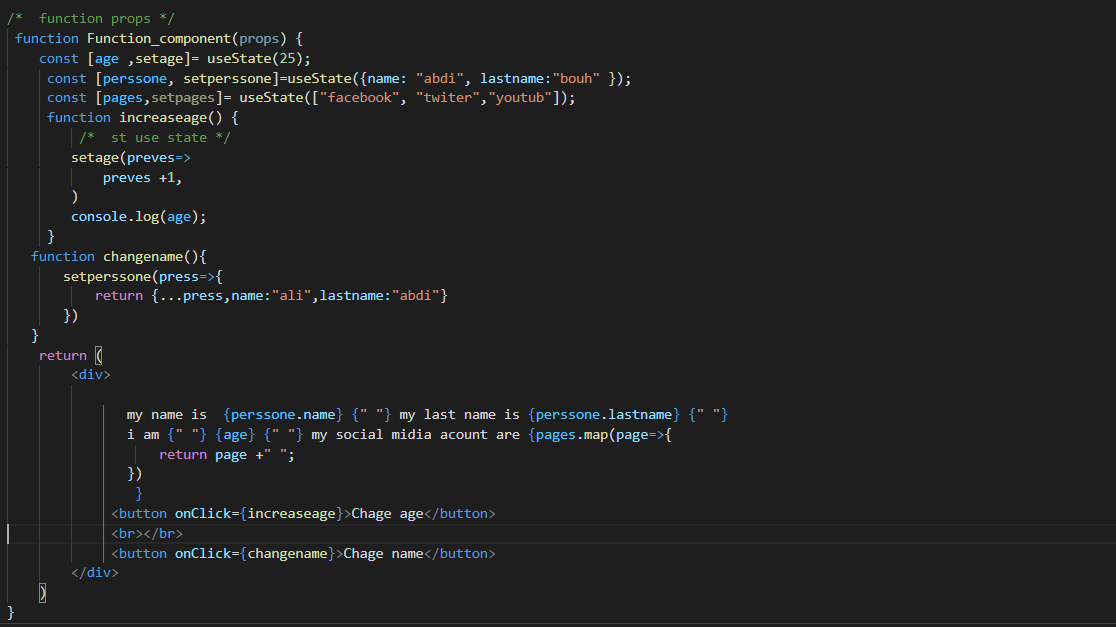 /*  function props */
function Function_component(props) {
const [age ,setage]= useState(25);
const [perssone, setperssone]=useState({name: "abdi", lastname:"bouh" });
const [pages,setpages]= useState(["facebook", "twiter","youtub"]);
function increaseage() {
/*  st use state */
setage(preves=>
preves +1,
)
console.log(age);
}
function changename(){
setperssone(press=>{
return {...press,name:"ali",lastname:"abdi"}
})
}
return (
<div>
my name is  {perssone.name} {" "} my last name is {perssone.lastname} {" "}
i am {" "} {age} {" "} my social midia acount are {pages.map(page=>{
return page +" ";
})
}
<button onClick={increaseage}>Chage age</button>
<br></br>
<button onClick={changename}>Chage name</button>
</div>
)
}